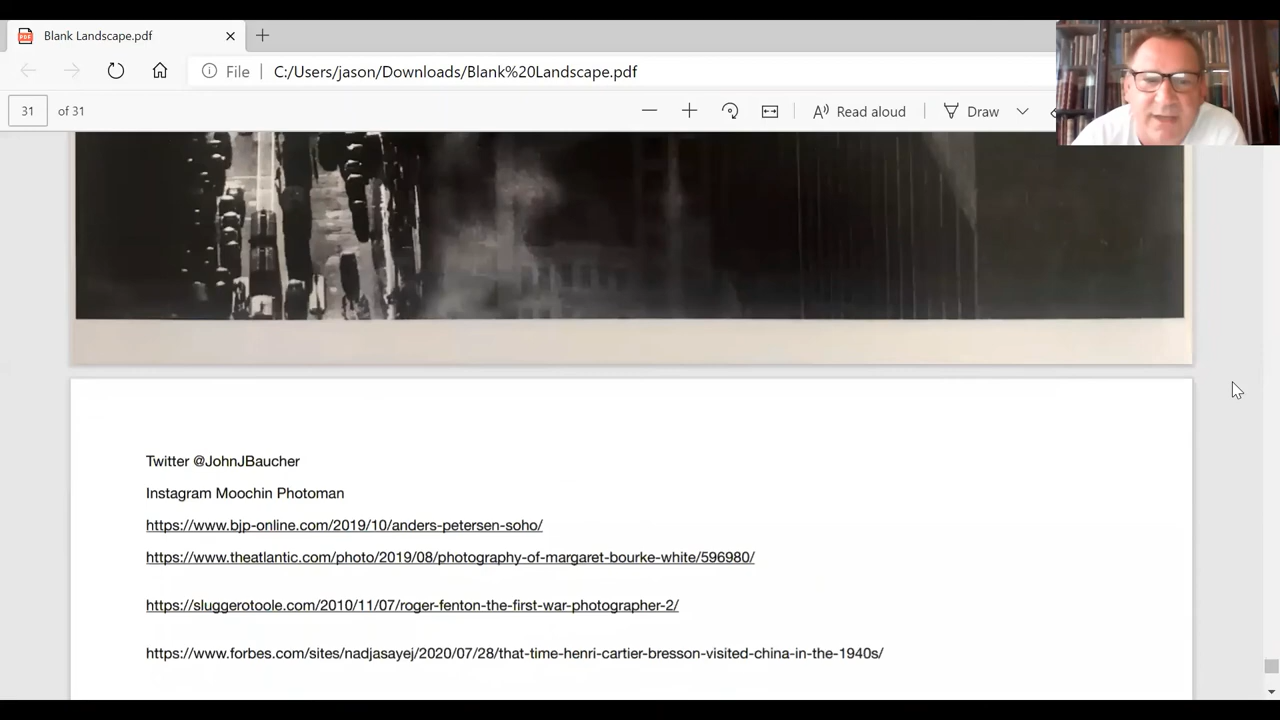 Blank Landscape.pdf
File C:/Users/jason/Downloads/Blank%20Landscape.pdf
31 of 31 Read aloud Draw
Twitter @JohnJBaucher
Instagram Moochin Photoman
https://www.bjp-online.com/2019/10/anders-petersen-soho/
https://www.theatlantic.com/photo/2019/08/photography-of-margaret-bourke-white/596980/
https://sluggerotoole.com/2010/11/07/roger-fenton-the-first-war-photographer-2/
https://www.forbes.com/sites/nadjasayej/2020/07/28/that-time-henri-cartier-bresson-visited-china-in-the-1940s/